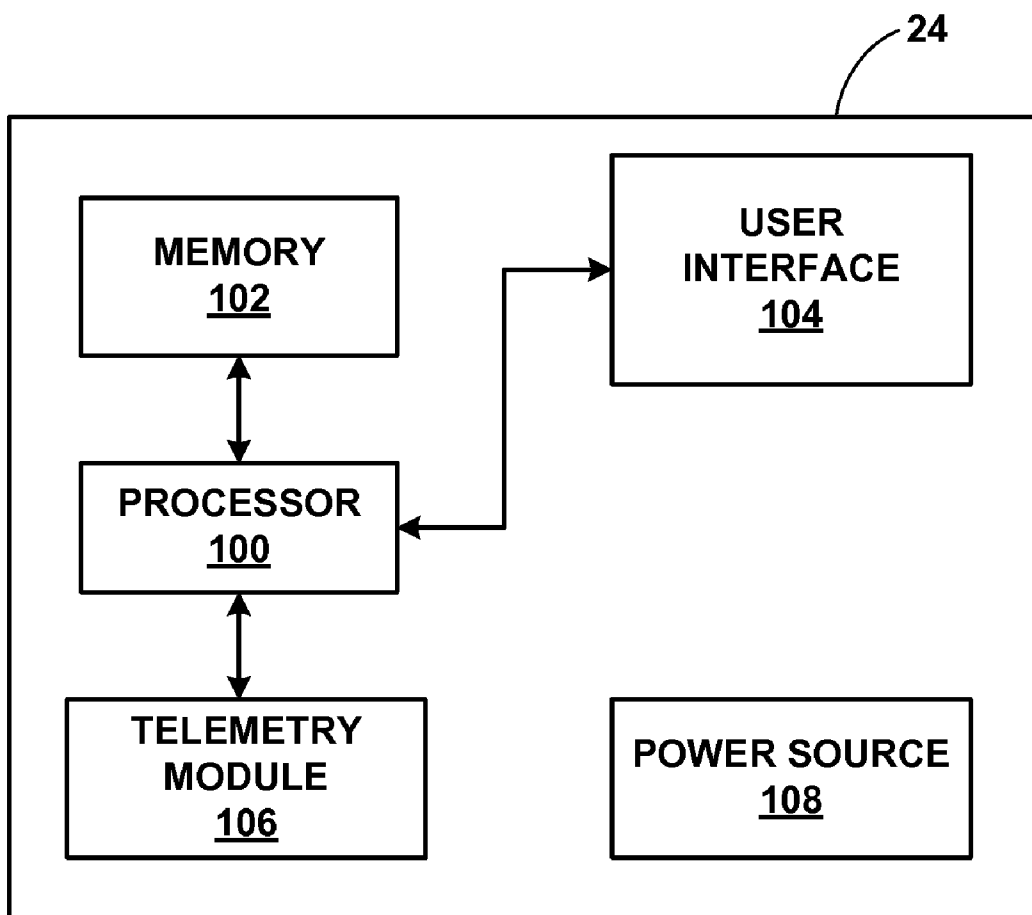 24
MEMORY
102
USER
INTERFACE
104
PROCESSOR
100
TELEMETRY
MODULE
106
POWER SOURCE
108